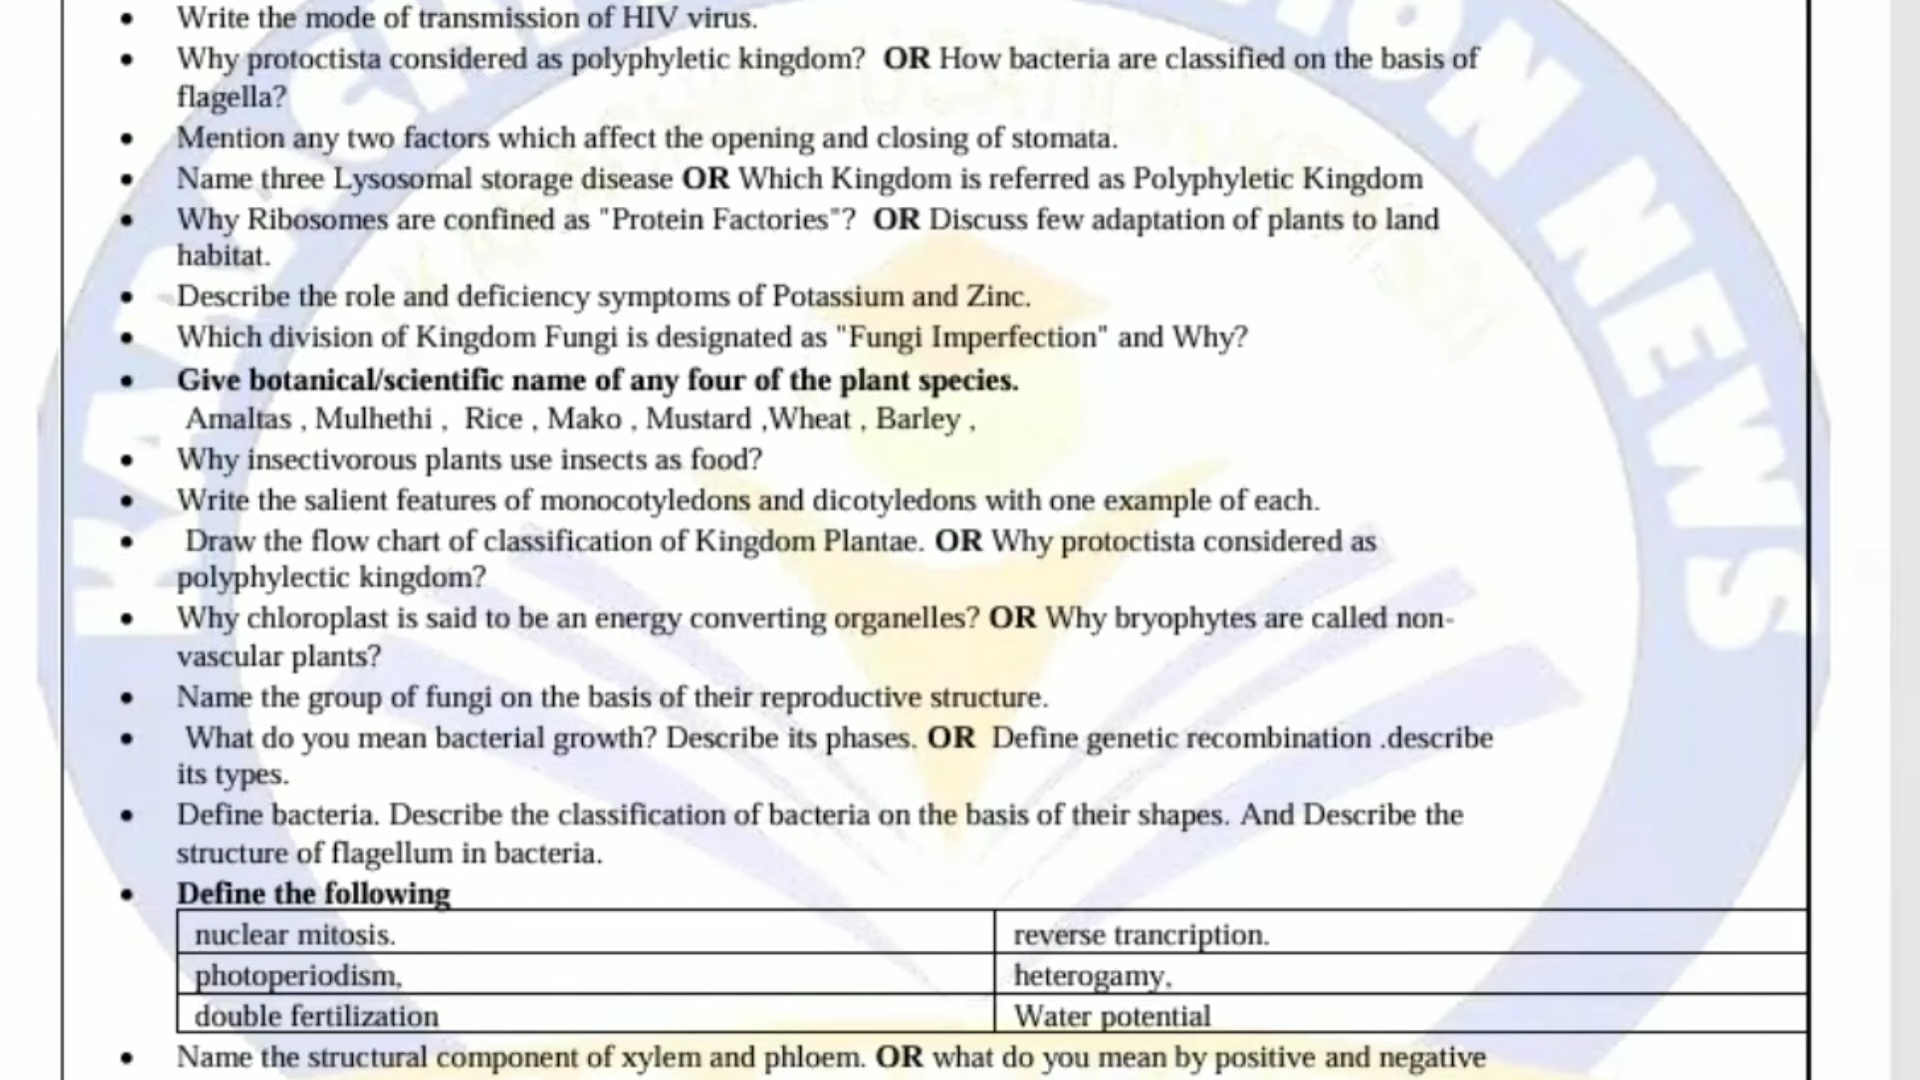 • Write the mode of transmission of HIV virus.
• Why protoctista considered as polyphyletic kingdom? OR How bacteria are classified on the basis of
flagella?
• Mention any two factors which affect the opening and closing of stomata.
• Name three Lysosomal storage disease OR Which Kingdom is referred as Polyphyletic Kingdom
• Why Ribosomes are confined as "Protein Factories"? OR Discuss few adaptation of plants to land
habitat.
• Describe the role and deficiency symptoms of Potassium and Zinc.
• Which division of Kingdom Fungi is designated as "Fungi Imperfection" and Why?
• Give botanical/scientific name of any four of the plant species.
Amaltas , Mulhethi , Rice , Mako , Mustard ,Wheat , Barley ,
• Why insectivorous plants use insects as food?
• Write the salient features of monocotyledons and dicotyledons with one example of each.
• Draw the flow chart of classification of Kingdom Plantae. OR Why protoctista considered as
polyphylectic kingdom?
• Why chloroplast is said to be an energy converting organelles? OR Why bryophytes are called non-
vascular plants?
• Name the group of fungi on the basis of their reproductive structure.
• What do you mean bacterial growth? Describe its phases. OR Define genetic recombination .describe
its types.
• Define bacteria. Describe the classification of bacteria on the basis of their shapes. And Describe the
structure of flagellum in bacteria.
• Define the following
nuclear mitosis. reverse trancription.
photoperiodism, heterogamy,
double fertilization Water potential
• Name the structural component of xylem and phloem. OR what do you mean by positive and negative
NEWS